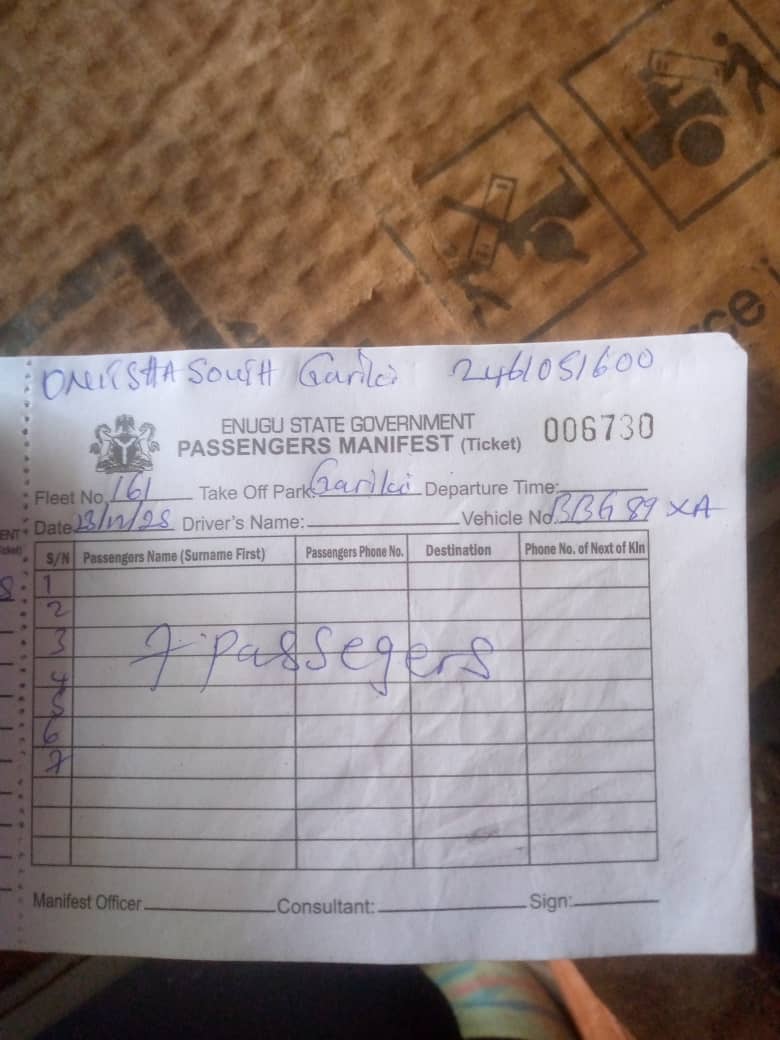 ONITSHA SOUTH Gariki 2461051600
ENUGU STATE GOVERNMENT
PASSENGERS MANIFEST (Ticket) 006730
Fleet No. 161 Take Off Park: Gariki Departure Time:
Date 23/12/25 Driver's Name: Vehicle No. BBG 89 XA
S/N Passengers Name (Surname First) Passengers Phone No. Destination Phone No. of Next of KIn
1
2
3
7 passegers
4
5
6
7
Manifest Officer Consultant: Sign: